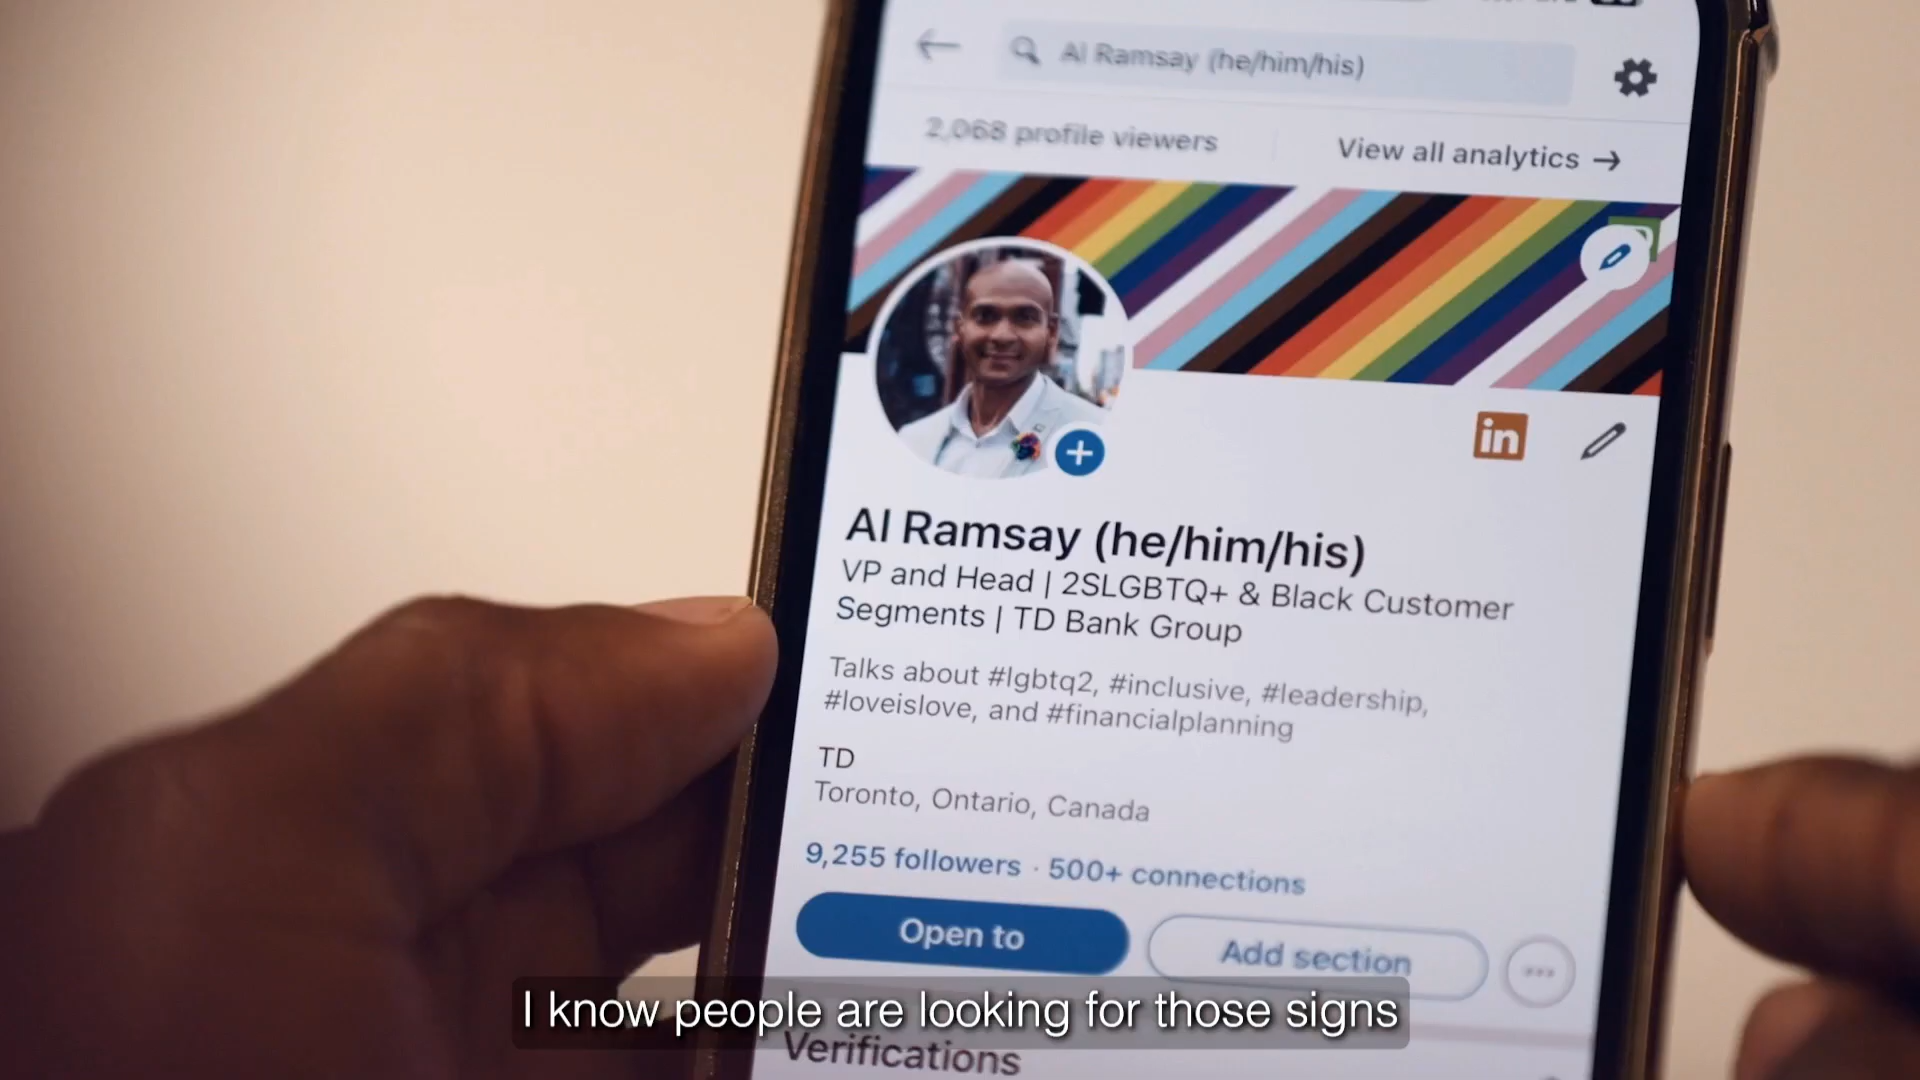 Al Ramsay (he/him/his)
2,068 profile viewers
View all analytics →
in
Al Ramsay (he/him/his)
VP and Head | 2SLGBTQ+ & Black Customer
Segments | TD Bank Group
Talks about #lgbtq2, #inclusive, #leadership,
#loveislove, and #financialplanning
TD
Toronto, Ontario, Canada
9,255 followers · 500+ connections
Open to
Add section
I know people are looking for those signs
Verifications